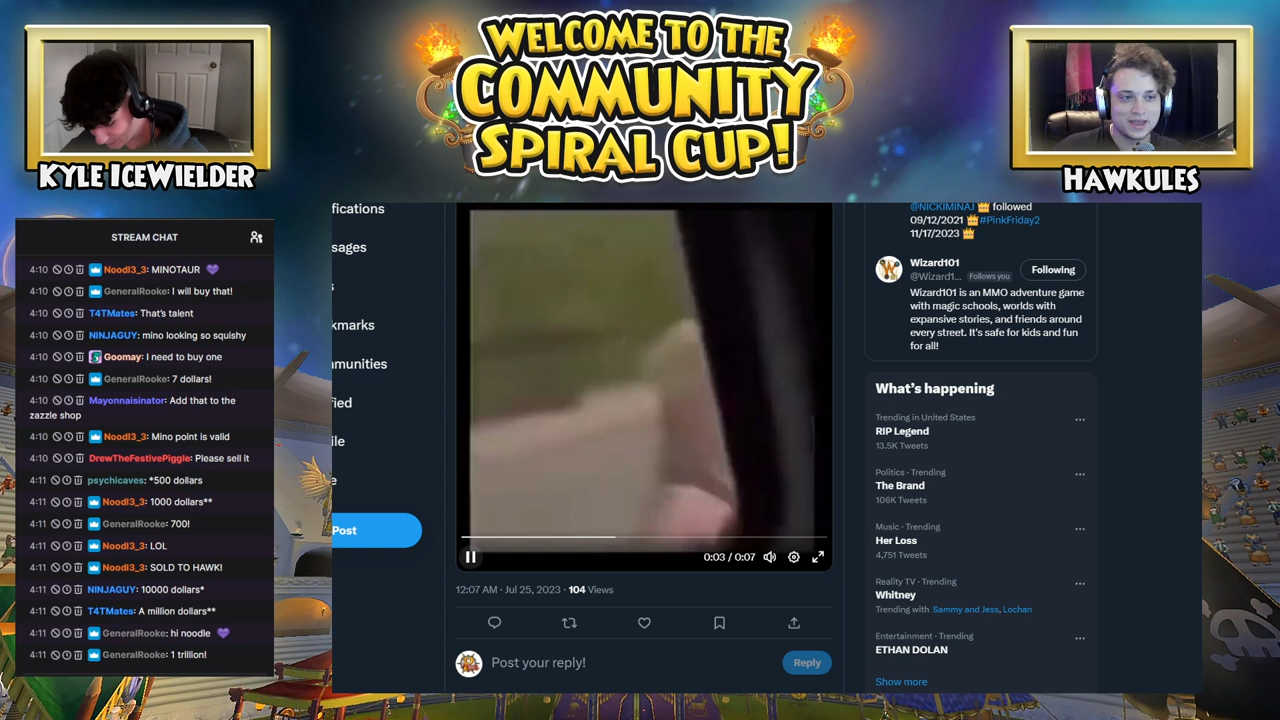 WELCOME TO THE
COMMUNITY
SPIRAL CUP!
KYLE ICEWIELDER
HAWKULES
STREAM CHAT
4:10 Noodl3_3: MINOTAUR
4:10 GeneralRooke: I will buy that!
4:10 T4TMates: That's talent
4:10 NINJAGUY: mino looking so squishy
4:10 Goomay: I need to buy one
4:10 GeneralRooke: 7 dollars!
4:10 Mayonnaisinator: Add that to the
zazzle shop
4:10 Noodl3_3: Mino point is valid
4:10 DrewTheFestivePiggle: Please sell it
4:11 psychicaves: *500 dollars
4:11 Noodl3_3: 1000 dollars**
4:11 GeneralRooke: 700!
4:11 Noodl3_3: LOL
4:11 Noodl3_3: SOLD TO HAWK!
4:11 NINJAGUY: 10000 dollars*
4:11 T4TMates: A million dollars**
4:11 GeneralRooke: hi noodle
4:11 GeneralRooke: 1 trillion!
fications
sages
s
kmarks
munities
fied
ile
e
Post
0:03 / 0:07
12:07 AM · Jul 25, 2023 · 104 Views
Post your reply!
Reply
@NICKIMINAJ followed
09/12/2021 #PinkFriday2
11/17/2023
Wizard101
@Wizard1... Follows you
Following
Wizard101 is an MMO adventure game
with magic schools, worlds with
expansive stories, and friends around
every street. It's safe for kids and fun
for all!
What's happening
Trending in United States
RIP Legend
13.5K Tweets
Politics · Trending
The Brand
106K Tweets
Music · Trending
Her Loss
4,751 Tweets
Reality TV · Trending
Whitney
Trending with Sammy and Jess, Lochan
Entertainment · Trending
ETHAN DOLAN
Show more